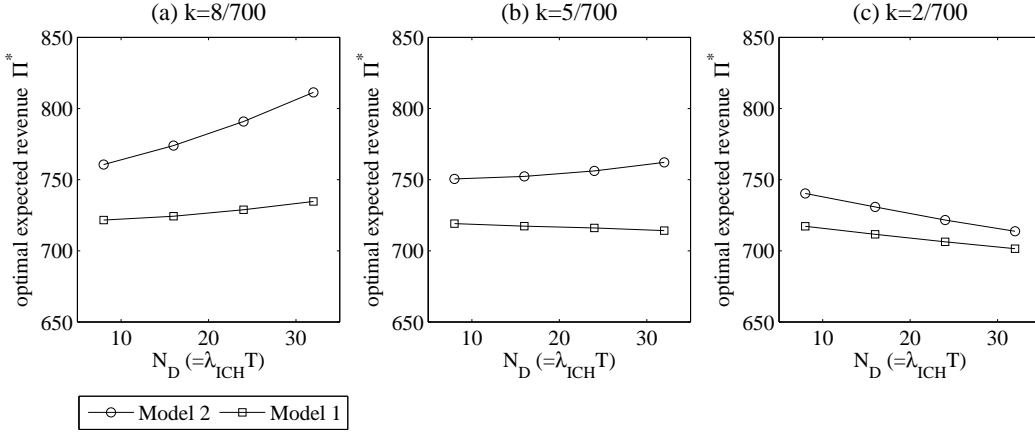 (a) k=8/700
(b) k=5/700
(c) k=2/700
850
800
750
700
650
optimal expected revenue Π*
10 20 30
N_D (=λ_ICH T)
850
800
750
700
650
optimal expected revenue Π*
10 20 30
N_D (=λ_ICH T)
850
800
750
700
650
optimal expected revenue Π*
10 20 30
N_D (=λ_ICH T)
Model 2 Model 1